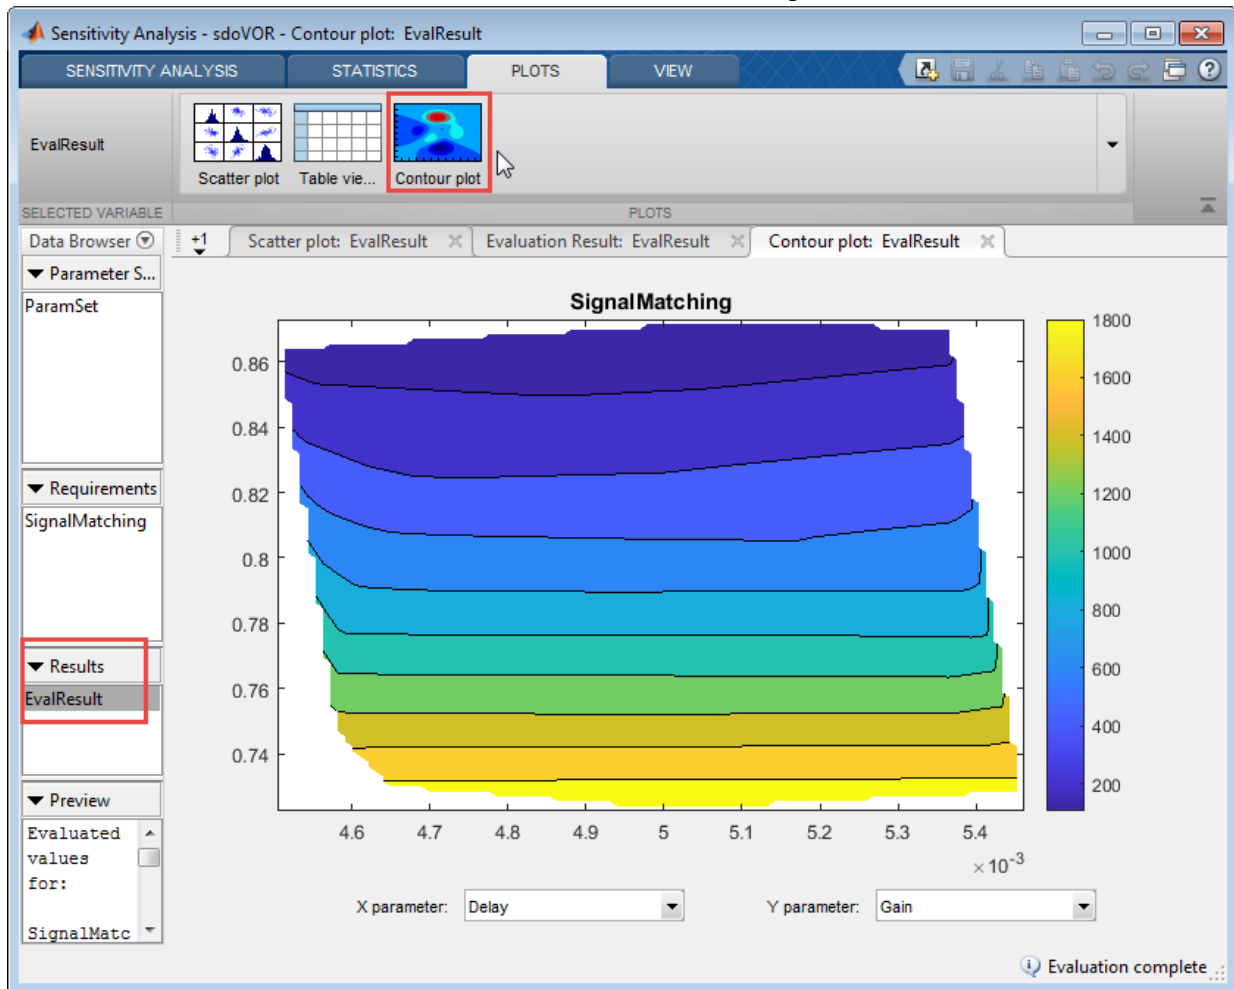 Sensitivity Analysis - sdoVOR - Contour plot: EvalResult
SENSITIVITY ANALYSIS STATISTICS PLOTS VIEW
EvalResult
Scatter plot Table vie... Contour plot
SELECTED VARIABLE PLOTS
Data Browser +1 Scatter plot: EvalResult Evaluation Result: EvalResult Contour plot: EvalResult
Parameter S...
ParamSet
Requirements
SignalMatching
Results
EvalResult
Preview
Evaluated
values
for:
SignalMatc
SignalMatching
0.86
0.84
0.82
0.8
0.78
0.76
0.74
4.6 4.7 4.8 4.9 5 5.1 5.2 5.3 5.4
×10-3
1800
1600
1400
1200
1000
800
600
400
200
X parameter: Delay Y parameter: Gain
Evaluation complete